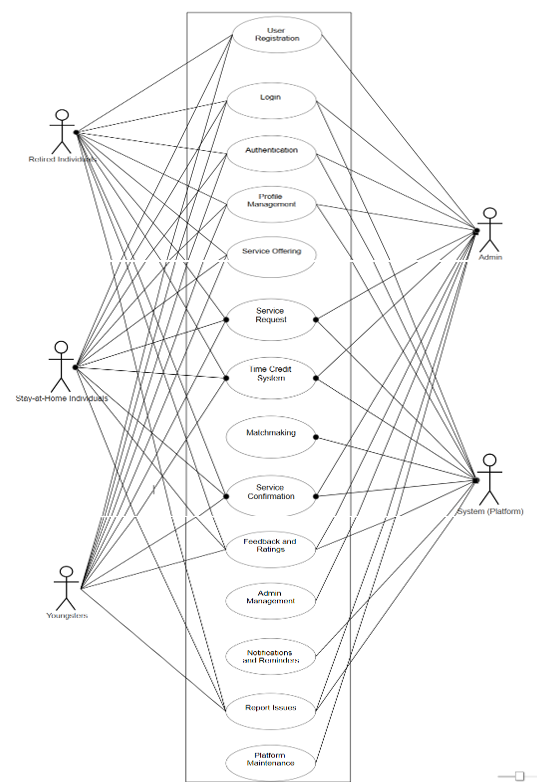 User
Registration
Login
Authentication
Retired Individuals
Profile
Management
Service Offering
Admin
Service
Request
Time Credit
System
Stay-at-Home Individuals
Matchmaking
Service
Confirmation
System (Platform)
Feedback and
Ratings
Admin
Management
Youngsters
Notifications
and Reminders
Report Issues
Platform
Maintenance